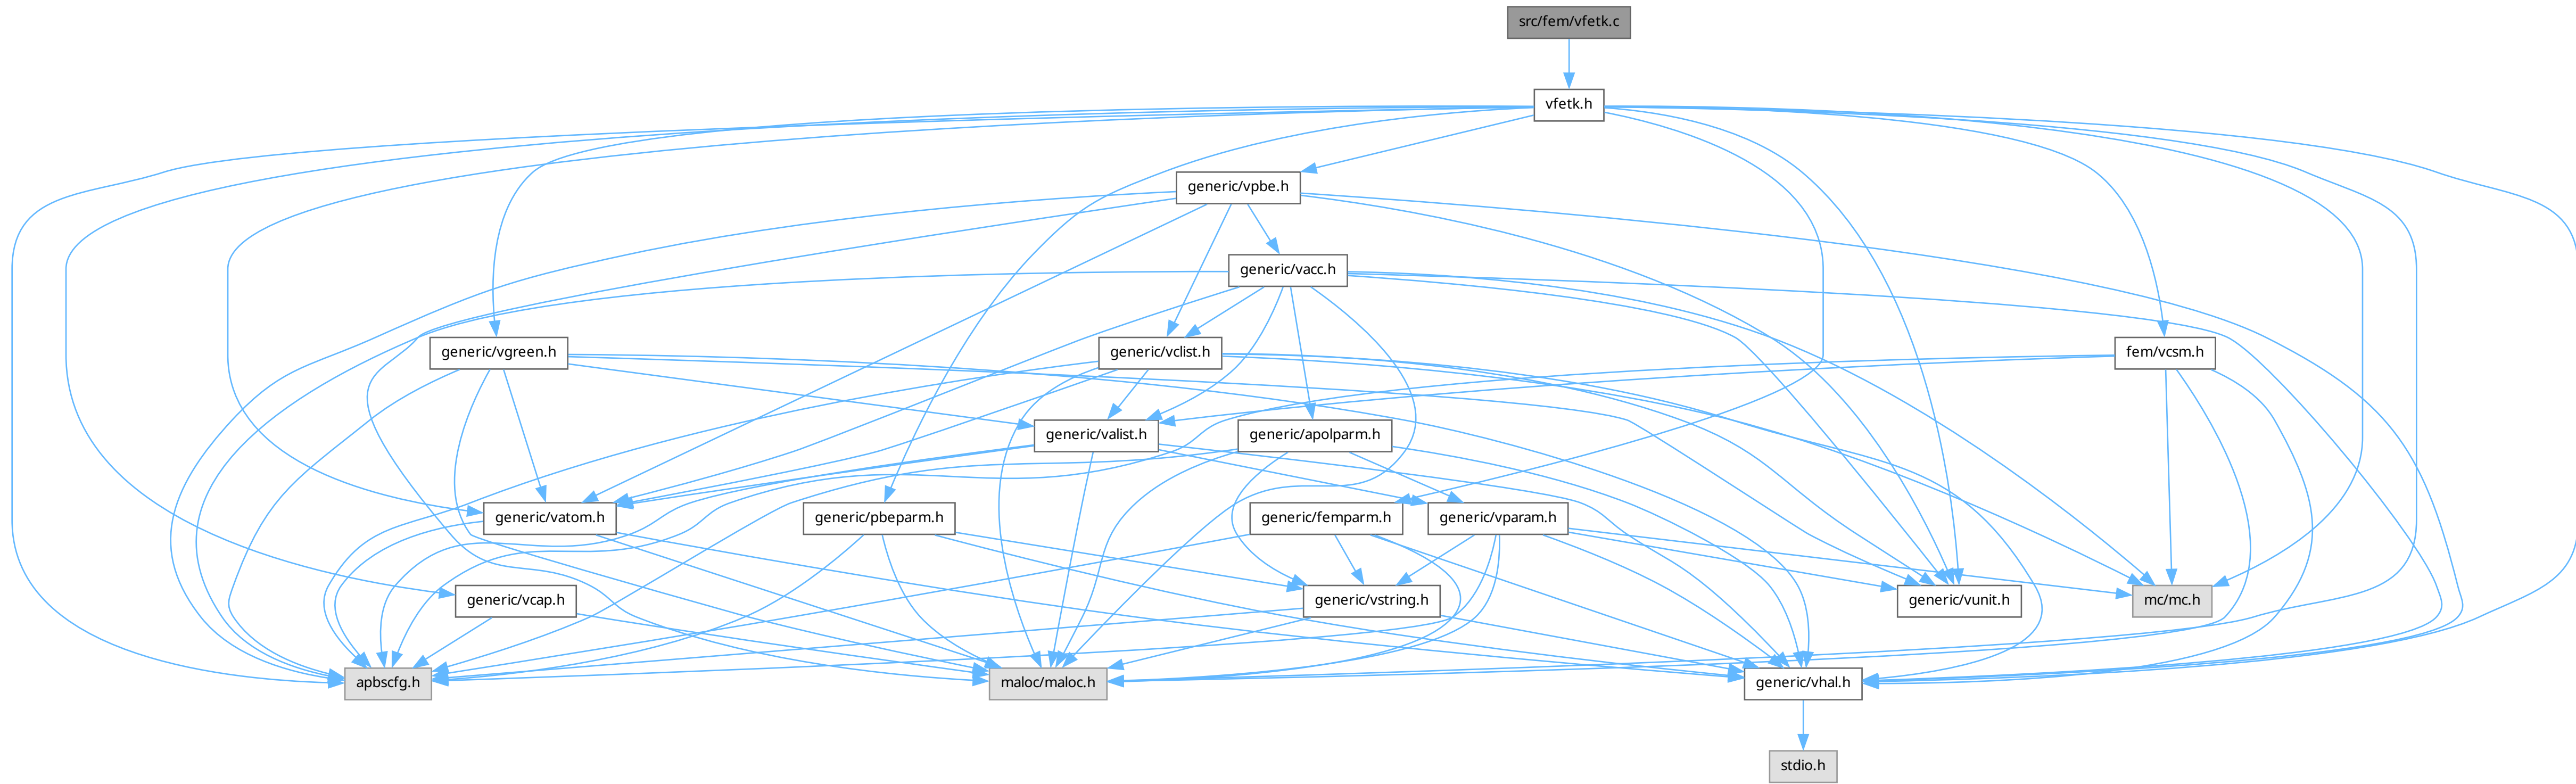 src/fem/vfetk.c
vfetk.h
generic/vpbe.h
generic/vacc.h
generic/vgreen.h
generic/vclist.h
fem/vcsm.h
generic/valist.h
generic/apolparm.h
generic/vatom.h
generic/pbeparm.h
generic/femparm.h
generic/vparam.h
generic/vcap.h
generic/vstring.h
generic/vunit.h
mc/mc.h
apbscfg.h
maloc/maloc.h
generic/vhal.h
stdio.h